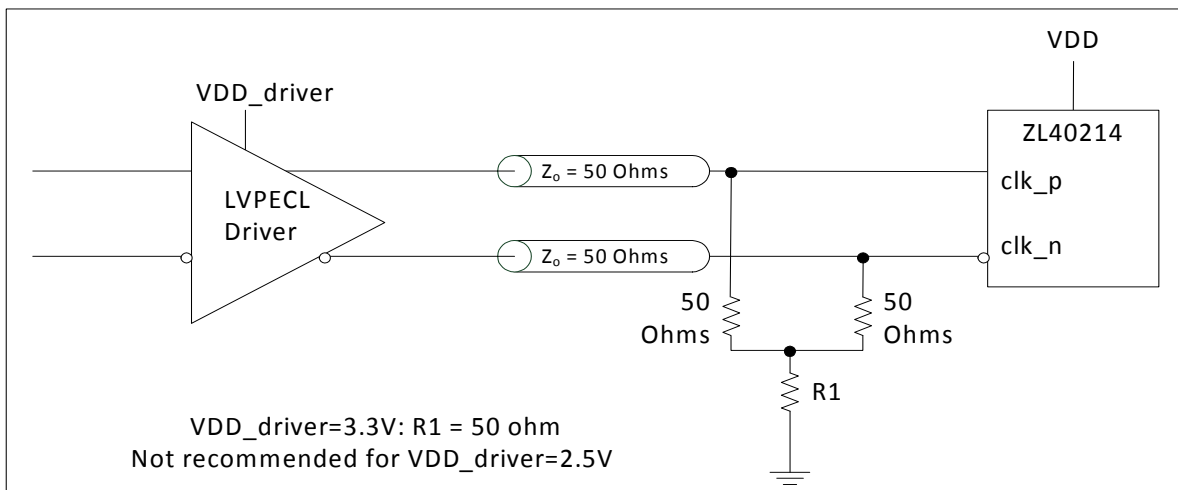 VDD
VDD_driver
ZL40214
Zₒ = 50 Ohms
clk_p
LVPECL
Driver
clk_n
Zₒ = 50 Ohms
50
Ohms
50
Ohms
R1
VDD_driver=3.3V: R1 = 50 ohm
Not recommended for VDD_driver=2.5V